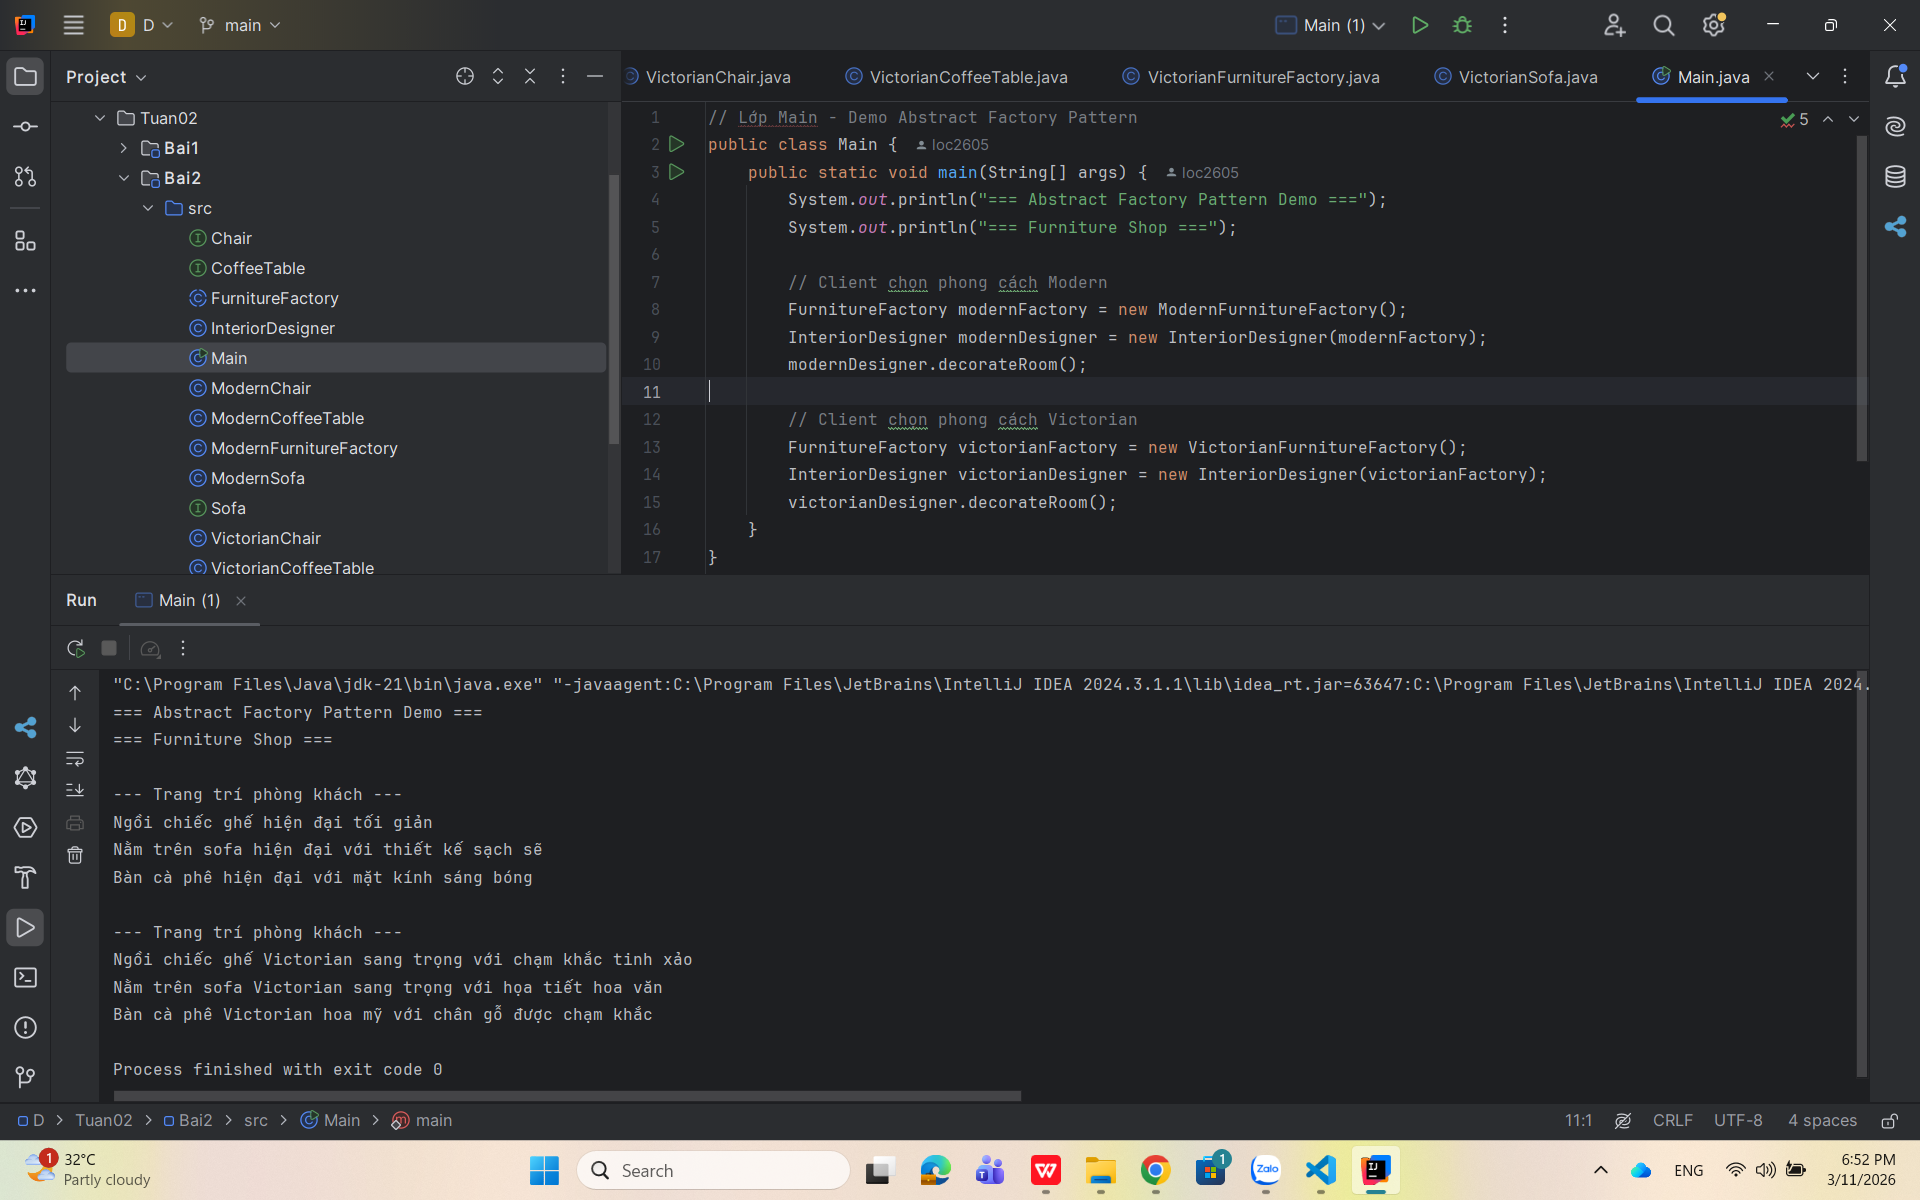 D
D
main
Main (1)
Project
VictorianChair.java
VictorianCoffeeTable.java
VictorianFurnitureFactory.java
VictorianSofa.java
Main.java
Tuan02
Bai1
Bai2
src
Chair
CoffeeTable
FurnitureFactory
InteriorDesigner
Main
ModernChair
ModernCoffeeTable
ModernFurnitureFactory
ModernSofa
Sofa
VictorianChair
VictorianCoffeeTable
5
1 // Lớp Main - Demo Abstract Factory Pattern
2 public class Main { loc2605
3 public static void main(String[] args) { loc2605
4 System.out.println("=== Abstract Factory Pattern Demo ===");
5 System.out.println("=== Furniture Shop ===");
6
7 // Client chọn phong cách Modern
8 FurnitureFactory modernFactory = new ModernFurnitureFactory();
9 InteriorDesigner modernDesigner = new InteriorDesigner(modernFactory);
10 modernDesigner.decorateRoom();
11
12 // Client chọn phong cách Victorian
13 FurnitureFactory victorianFactory = new VictorianFurnitureFactory();
14 InteriorDesigner victorianDesigner = new InteriorDesigner(victorianFactory);
15 victorianDesigner.decorateRoom();
16 }
17 }
Run
Main (1)
"C:\Program Files\Java\jdk-21\bin\java.exe" "-javaagent:C:\Program Files\JetBrains\IntelliJ IDEA 2024.3.1.1\lib\idea_rt.jar=63647:C:\Program Files\JetBrains\IntelliJ IDEA 2024.
=== Abstract Factory Pattern Demo ===
=== Furniture Shop ===
--- Trang trí phòng khách ---
Ngồi chiếc ghế hiện đại tối giản
Nằm trên sofa hiện đại với thiết kế sạch sẽ
Bàn cà phê hiện đại với mặt kính sáng bóng
--- Trang trí phòng khách ---
Ngồi chiếc ghế Victorian sang trọng với chạm khắc tinh xảo
Nằm trên sofa Victorian sang trọng với họa tiết hoa văn
Bàn cà phê Victorian hoa mỹ với chân gỗ được chạm khắc
Process finished with exit code 0
D > Tuan02 > Bai2 > src > Main > main
11:1 CRLF UTF-8 4 spaces
1
32°C
Partly cloudy
Search
1
Zalo
ENG
6:52 PM
3/11/2026